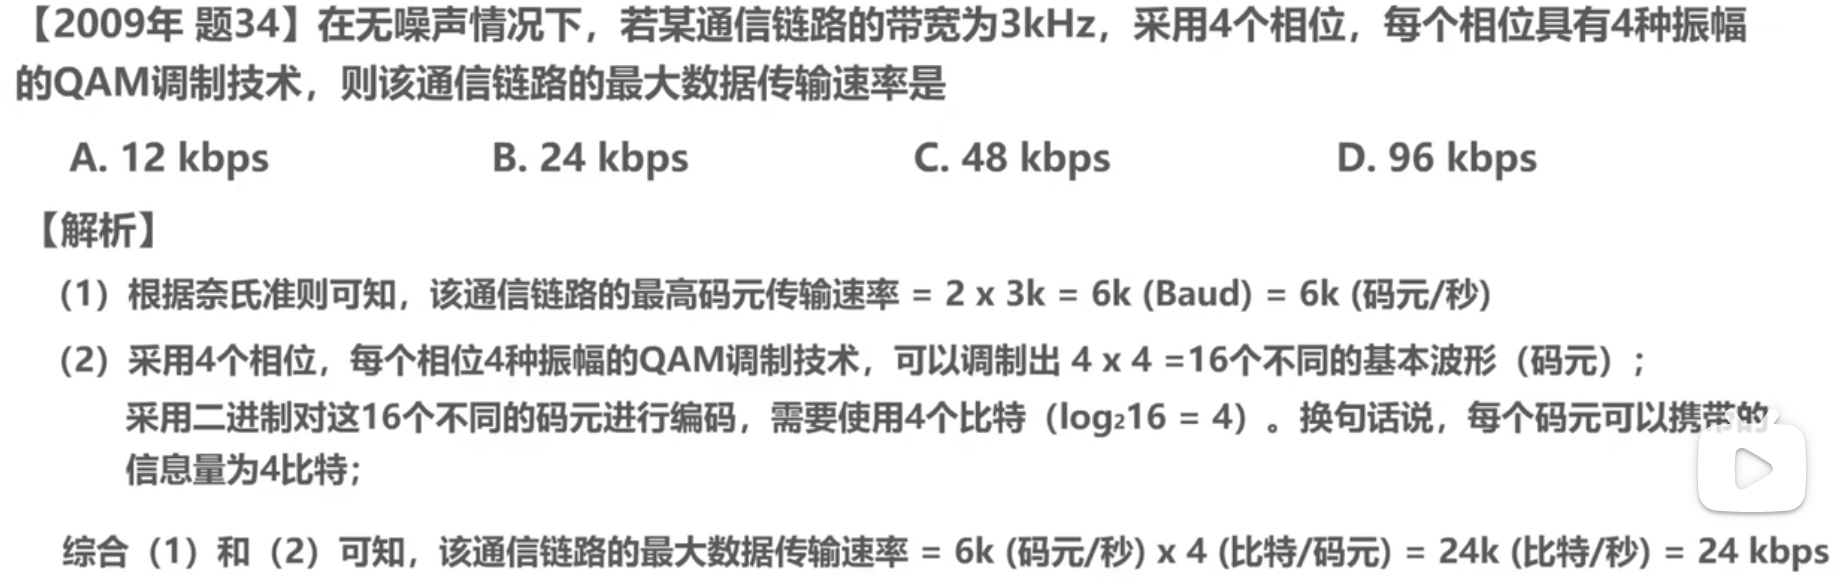 【2009年 题34】在无噪声情况下，若某通信链路的带宽为3kHz，采用4个相位，每个相位具有4种振幅
的QAM调制技术，则该通信链路的最大数据传输速率是
A. 12 kbps B. 24 kbps C. 48 kbps D. 96 kbps
【解析】
（1）根据奈氏准则可知，该通信链路的最高码元传输速率 = 2 x 3k = 6k (Baud) = 6k (码元/秒)
（2）采用4个相位，每个相位4种振幅的QAM调制技术，可以调制出 4 x 4 =16个不同的基本波形（码元）；
采用二进制对这16个不同的码元进行编码，需要使用4个比特（log₂16 = 4）。换句话说，每个码元可以携带的
信息量为4比特；
综合（1）和（2）可知，该通信链路的最大数据传输速率 = 6k (码元/秒) x 4 (比特/码元) = 24k (比特/秒) = 24 kbps